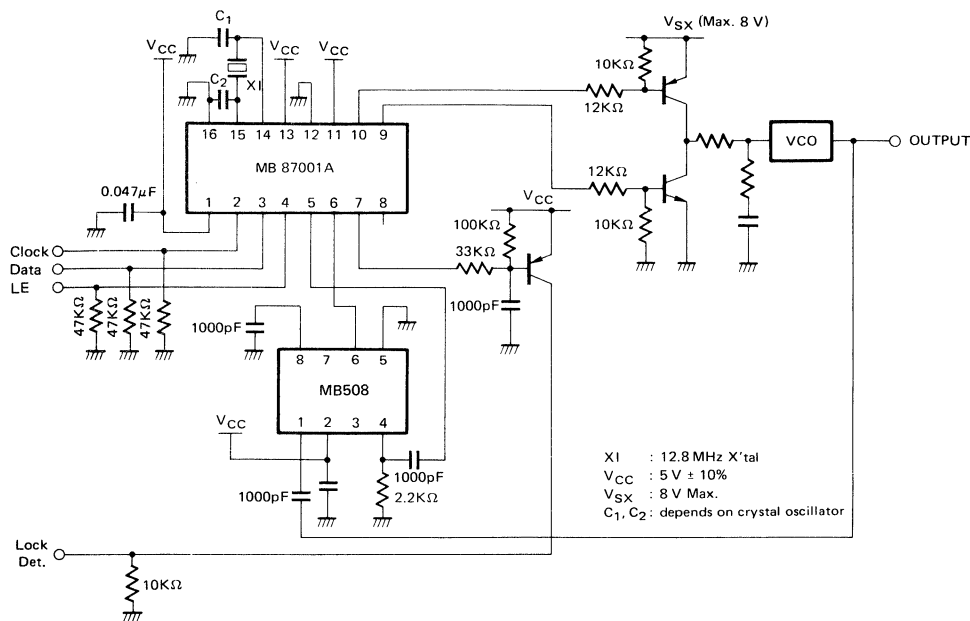 C1
VCC
VCC
VCC
XI
C2
16 15 14 13 12 11 10 9
MB 87001A
1 2 3 4 5 6 7 8
0.047μF
Clock
Data
LE
47KΩ
47KΩ
47KΩ
VSX (Max. 8 V)
10KΩ
12KΩ
12KΩ
10KΩ
VCO
OUTPUT
VCC
100KΩ
33KΩ
1000pF
1000pF
8 7 6 5
MB508
1 2 3 4
VCC
1000pF
1000pF
2.2KΩ
XI : 12.8 MHz X'tal
VCC : 5 V ± 10%
VSX : 8 V Max.
C1, C2 : depends on crystal oscillator
Lock
Det.
10KΩ